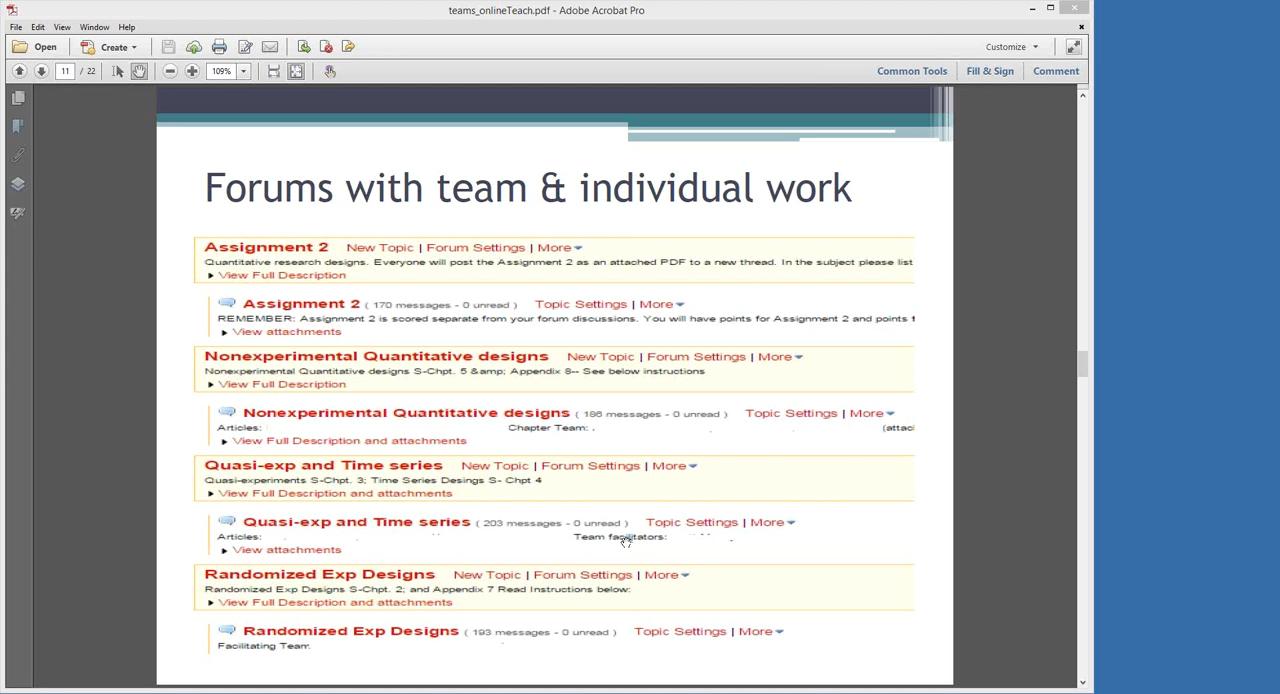 teams_onlineTeach.pdf - Adobe Acrobat Pro
File Edit View Window Help
Open Create Customize
11 / 22 109% Common Tools Fill & Sign Comment
Forums with team & individual work
Assignment 2 New Topic | Forum Settings | More
Quantitative research designs. Everyone will post the Assignment 2 as an attached PDF to a new thread. In the subject please list
View Full Description
Assignment 2 ( 170 messages - 0 unread ) Topic Settings | More
REMEMBER: Assignment 2 is scored separate from your forum discussions. You will have points for Assignment 2 and points
View attachments
Nonexperimental Quantitative designs New Topic | Forum Settings | More
Nonexperimental Quantitative designs S-Chpt. 5 &amp; Appendix 8-- See below instructions
View Full Description
Nonexperimental Quantitative designs ( 186 messages - 0 unread ) Topic Settings | More
Articles: Chapter Team: (attac
View Full Description and attachments
Quasi-exp and Time series New Topic | Forum Settings | More
Quasi-experiments S-Chpt. 3; Time Series Desings S- Chpt 4
View Full Description and attachments
Quasi-exp and Time series ( 203 messages - 0 unread ) Topic Settings | More
Articles: Team facilitators:
View attachments
Randomized Exp Designs New Topic | Forum Settings | More
Randomized Exp Designs S-Chpt. 2; and Appendix 7 Read Instructions below:
View Full Description and attachments
Randomized Exp Designs ( 193 messages - 0 unread ) Topic Settings | More
Facilitating Team